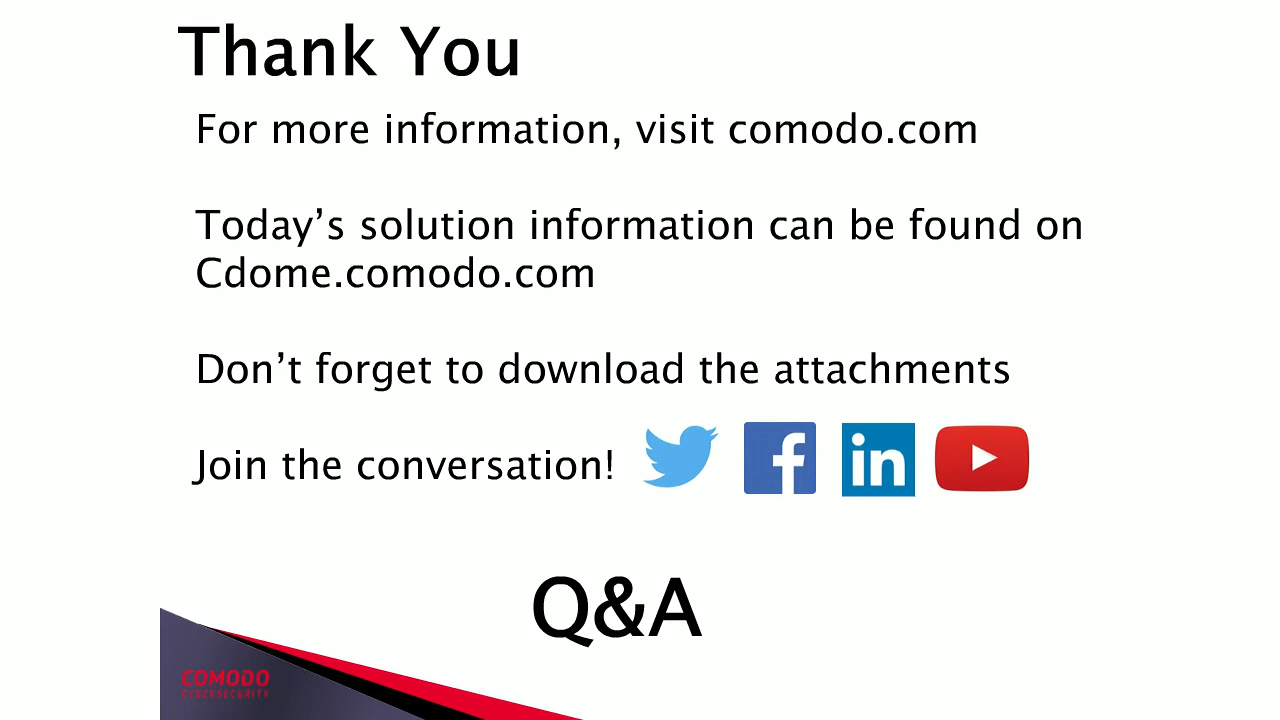 Thank You
For more information, visit comodo.com
Today’s solution information can be found on
Cdome.comodo.com
Don’t forget to download the attachments
Join the conversation!
Q&A
COMODO
CYBERSECURITY